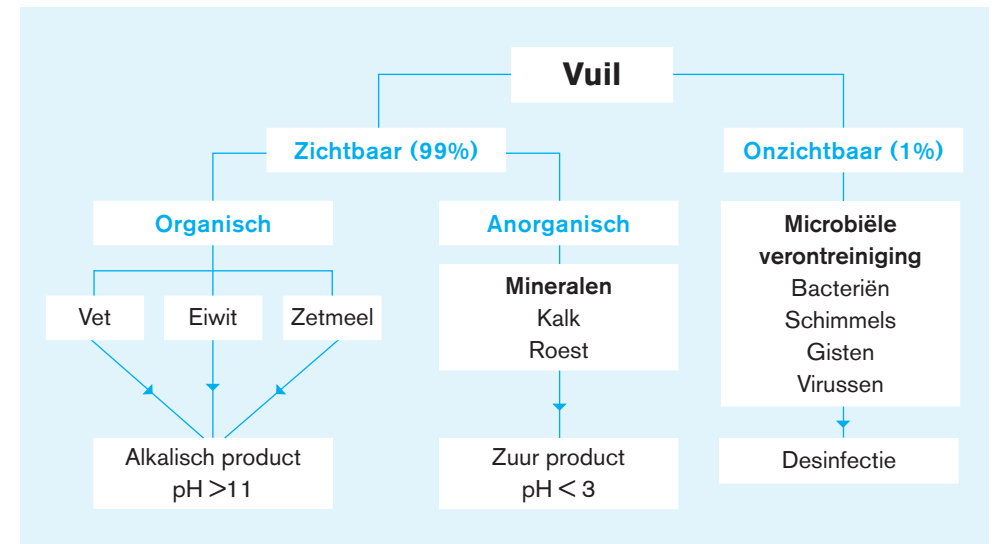 Vuil
Zichtbaar (99%)
Onzichtbaar (1%)
Organisch
Anorganisch
Microbiële
verontreiniging
Bacteriën
Schimmels
Gisten
Virussen
Mineralen
Kalk
Roest
Vet
Eiwit
Zetmeel
Alkalisch product
pH >11
Zuur product
pH < 3
Desinfectie